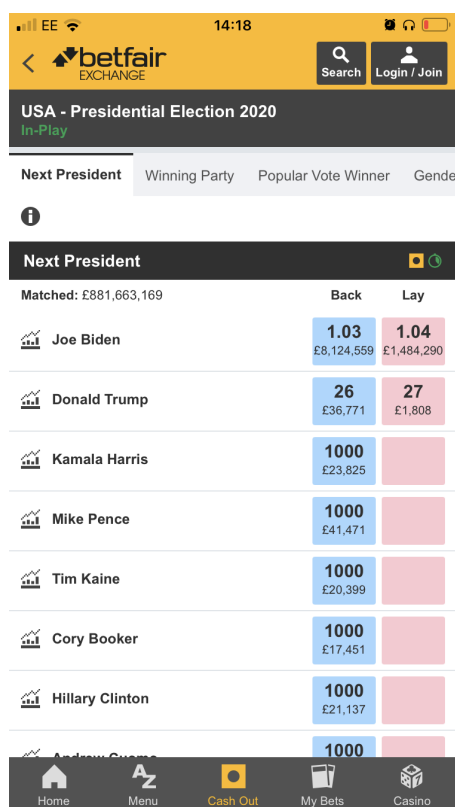 EE 14:18
betfair
EXCHANGE
Search Login / Join
USA - Presidential Election 2020
In-Play
Next President Winning Party Popular Vote Winner Gende
Next President
Matched: £881,663,169 Back Lay
Joe Biden 1.03 1.04
£8,124,559 £1,484,290
Donald Trump 26 27
£36,771 £1,808
Kamala Harris 1000
£23,825
Mike Pence 1000
£41,471
Tim Kaine 1000
£20,399
Cory Booker 1000
£17,451
Hillary Clinton 1000
£21,137
Andrew Cuomo 1000
AZ
Home Menu Cash Out My Bets Casino